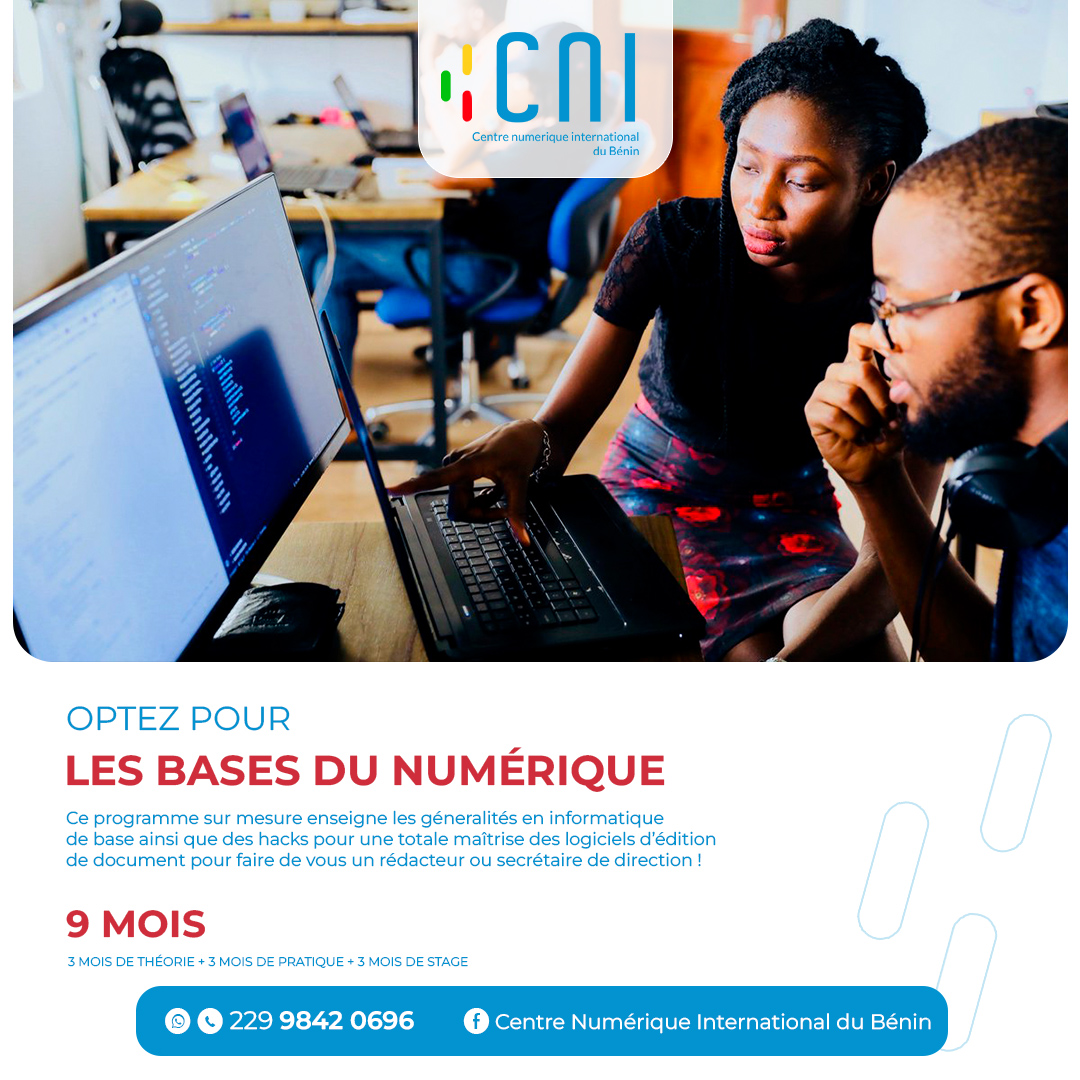 CNI
Centre numerique international
du Bénin
OPTEZ POUR
LES BASES DU NUMÉRIQUE
Ce programme sur mesure enseigne les géneralités en informatique
de base ainsi que des hacks pour une totale maîtrise des logiciels d'édition
de document pour faire de vous un rédacteur ou secrétaire de direction !
9 MOIS
3 MOIS DE THÉORIE + 3 MOIS DE PRATIQUE + 3 MOIS DE STAGE
229 9842 0696 Centre Numérique International du Bénin